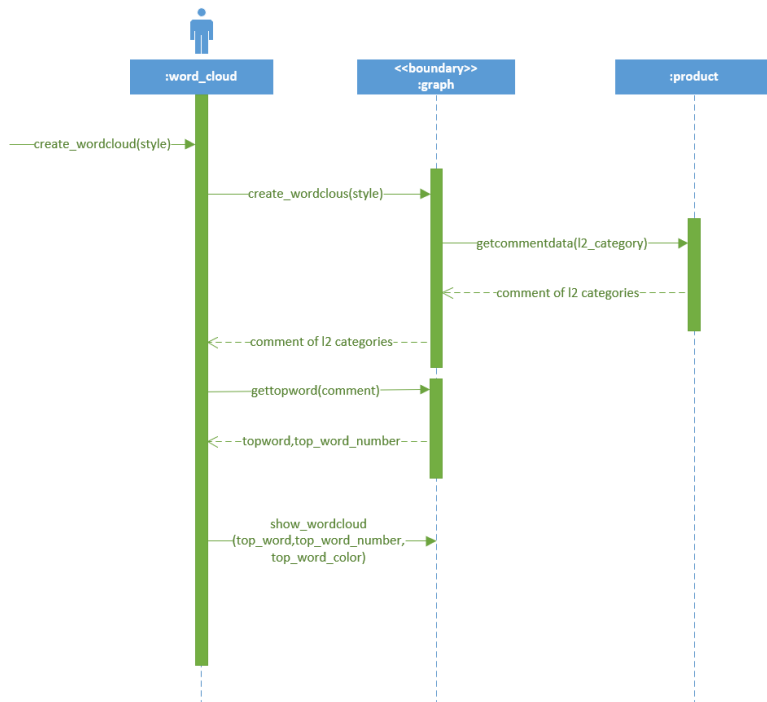 :word_cloud
<<boundary>>
:graph
:product
create_wordcloud(style)
create_wordclous(style)
getcommentdata(l2_category)
comment of l2 categories
comment of l2 categories
gettopword(comment)
topword,top_word_number
show_wordcloud
(top_word,top_word_number,
top_word_color)